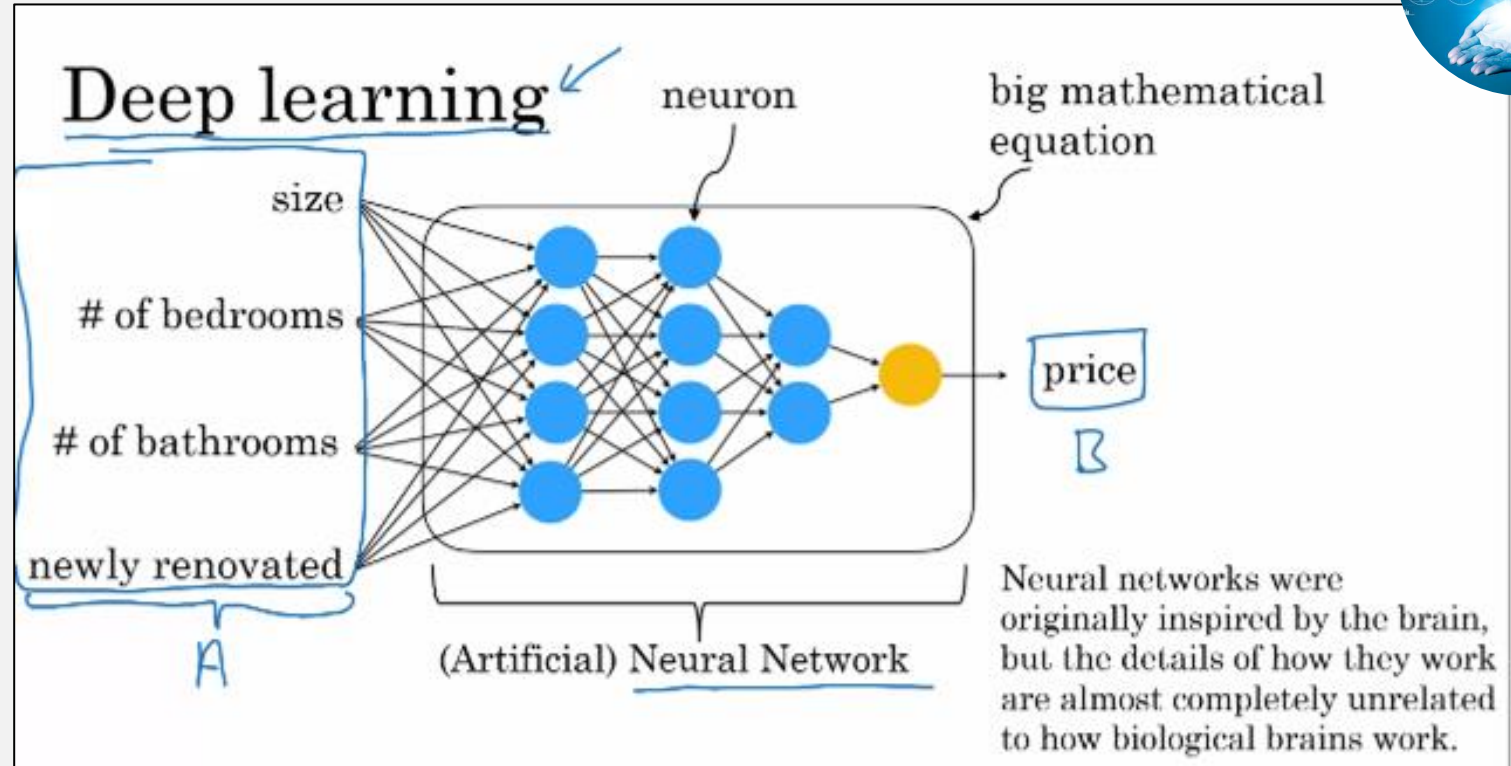 Deep learning
neuron
big mathematical
equation
size
# of bedrooms
# of bathrooms
newly renovated
A
price
B
(Artificial) Neural Network
Neural networks were
originally inspired by the brain,
but the details of how they work
are almost completely unrelated
to how biological brains work.